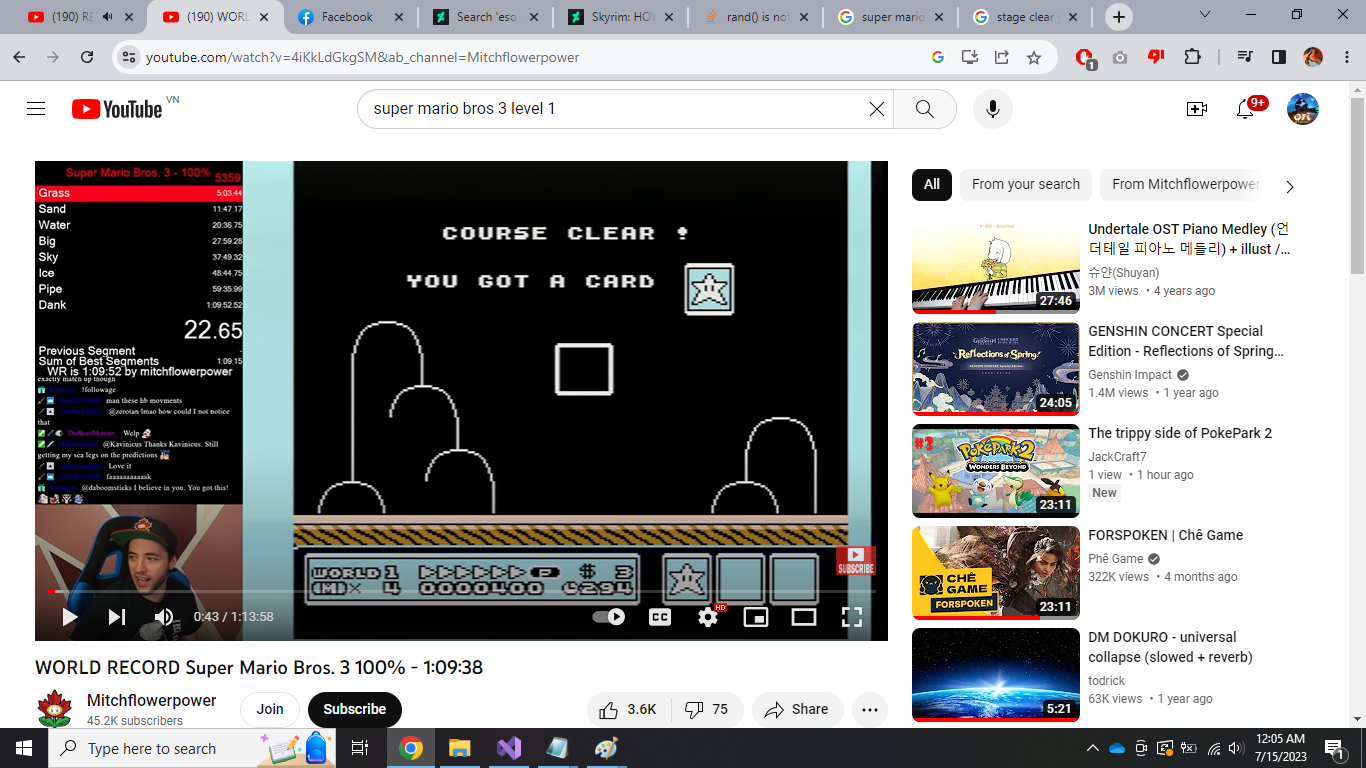 (190) RE
(190) WORL
Facebook
Search 'eso
Skyrim: HOW
rand() is not
super mario
stage clear y
youtube.com/watch?v=4iKkLdGkgSM&ab_channel=Mitchflowerpower
1
YouTube VN
super mario bros 3 level 1
9+
Super Mario Bros. 3 - 100% 5359
Grass 5:03.44
Sand 11:47.17
Water 20:36.75
Big 27:59.28
Sky 37:49.32
Ice 48:44.75
Pipe 59:35.99
Dank 1:09:52.52
22.65
Previous Segment -
Sum of Best Segments 1:09:15
WR is 1:09:52 by mitchflowerpower
exactly match up though
!followage
man these hb movments
@zerotan lmao how could I not notice
that
Welp
@Kavinicus Thanks Kavinicus. Still
getting my sea legs on the predictions
Love it
faaaaaaaaaak
@daboomsticks I believe in you. You got this!
COURSE CLEAR !
YOU GOT A CARD
WORLD 1 P $ 3
(M)× 4 0000400 294
SUBSCRIBE
0:43 / 1:13:58
CC
HD
WORLD RECORD Super Mario Bros. 3 100% - 1:09:38
Mitchflowerpower
45.2K subscribers
Join
Subscribe
3.6K
75
Share
All
From your search
From Mitchflowerpower
Undertale OST Piano Medley (언
더테일 피아노 메들리) + illust /...
슈얀(Shuyan)
3M views • 4 years ago
27:46
GENSHIN CONCERT Special
Edition - Reflections of Spring...
Genshin Impact
1.4M views • 1 year ago
Reflections of Spring
24:05
The trippy side of PokePark 2
JackCraft7
1 view • 1 hour ago
New
#3
PokéPark 2
WONDERS BEYOND
23:11
FORSPOKEN | Chê Game
Phê Game
322K views • 4 months ago
CHÊ
GAME
FORSPOKEN
23:11
DM DOKURO - universal
collapse (slowed + reverb)
todrick
63K views • 1 year ago
5:21
Type here to search
12:05 AM
7/15/2023
1